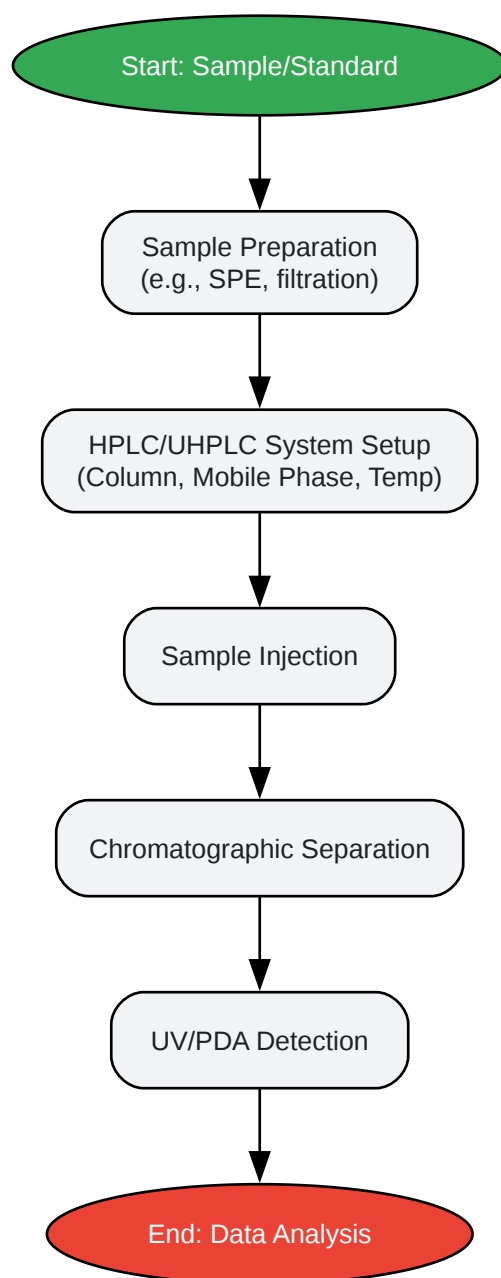 Start: Sample/Standard
Sample Preparation
(e.g., SPE, filtration)
HPLC/UHPLC System Setup
(Column, Mobile Phase, Temp)
Sample Injection
Chromatographic Separation
UV/PDA Detection
End: Data Analysis